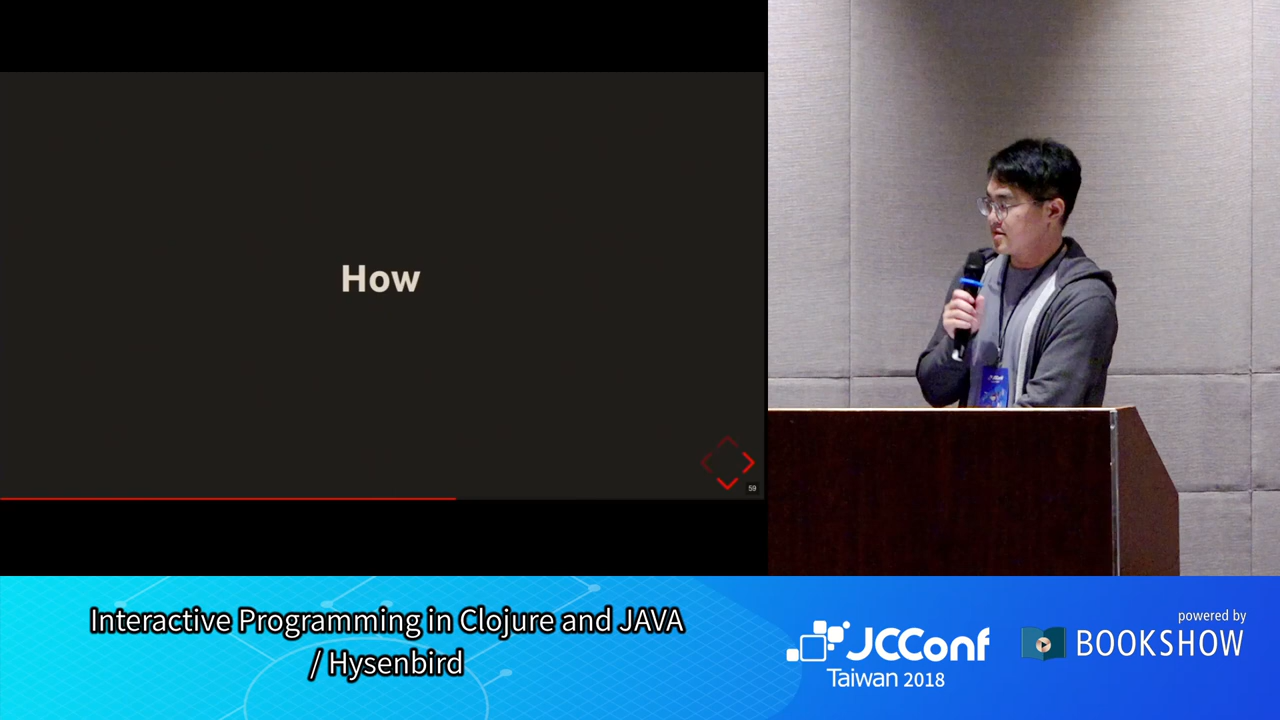 How
59
Interactive Programming in Clojure and JAVA
/ Hysenbird
JCConf
Taiwan 2018
powered by
BOOKSHOW